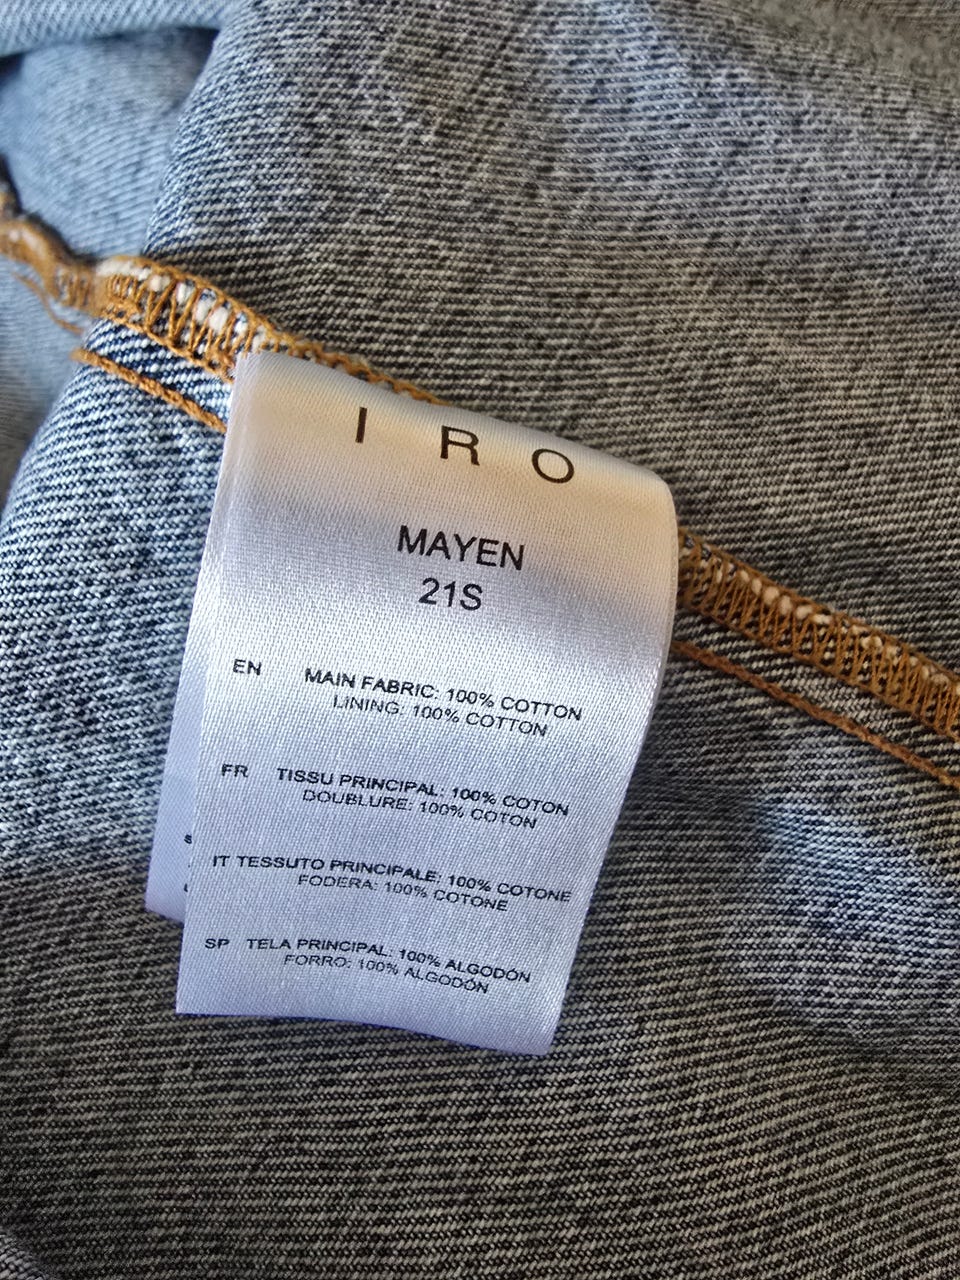 I R O
MAYEN
21S
EN MAIN FABRIC: 100% COTTON
LINING: 100% COTTON
FR TISSU PRINCIPAL: 100% COTON
DOUBLURE: 100% COTON
IT TESSUTO PRINCIPALE: 100% COTONE
FODERA: 100% COTONE
SP TELA PRINCIPAL: 100% ALGODÓN
FORRO: 100% ALGODÓN